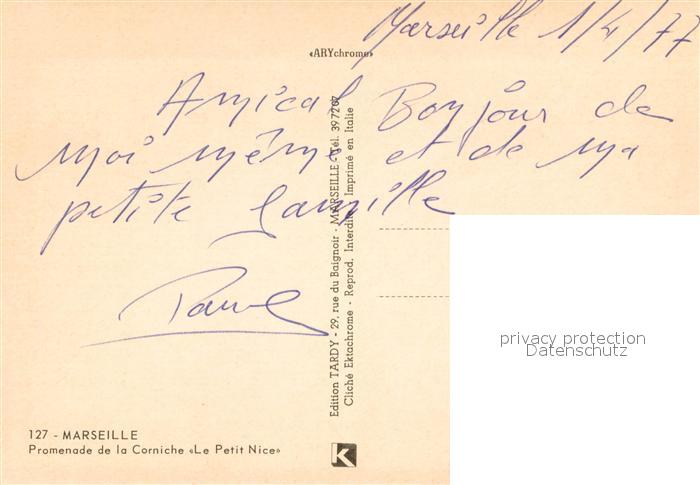 Marseille 1/4/77
«ARYchrome»
Amical Bonjour de
moi même et de ma
petite famille
Edition TARDY - 29, rue du Baignoir - MARSEILLE - Tél. 39 72 07
Cliché Ektachrome - Reprod. Interdite - Imprimé en Italie
privacy protection
Datenschutz
127 - MARSEILLE
Promenade de la Corniche «Le Petit Nice»
K